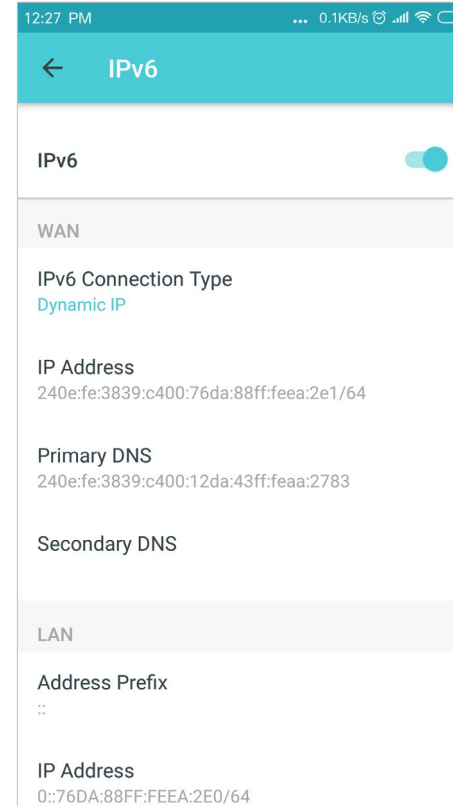 12:27 PM ... 0.1KB/s
IPv6
IPv6
WAN
IPv6 Connection Type
Dynamic IP
IP Address
240e:fe:3839:c400:76da:88ff:feea:2e1/64
Primary DNS
240e:fe:3839:c400:12da:43ff:feaa:2783
Secondary DNS
LAN
Address Prefix
::
IP Address
0::76DA:88FF:FEEA:2E0/64